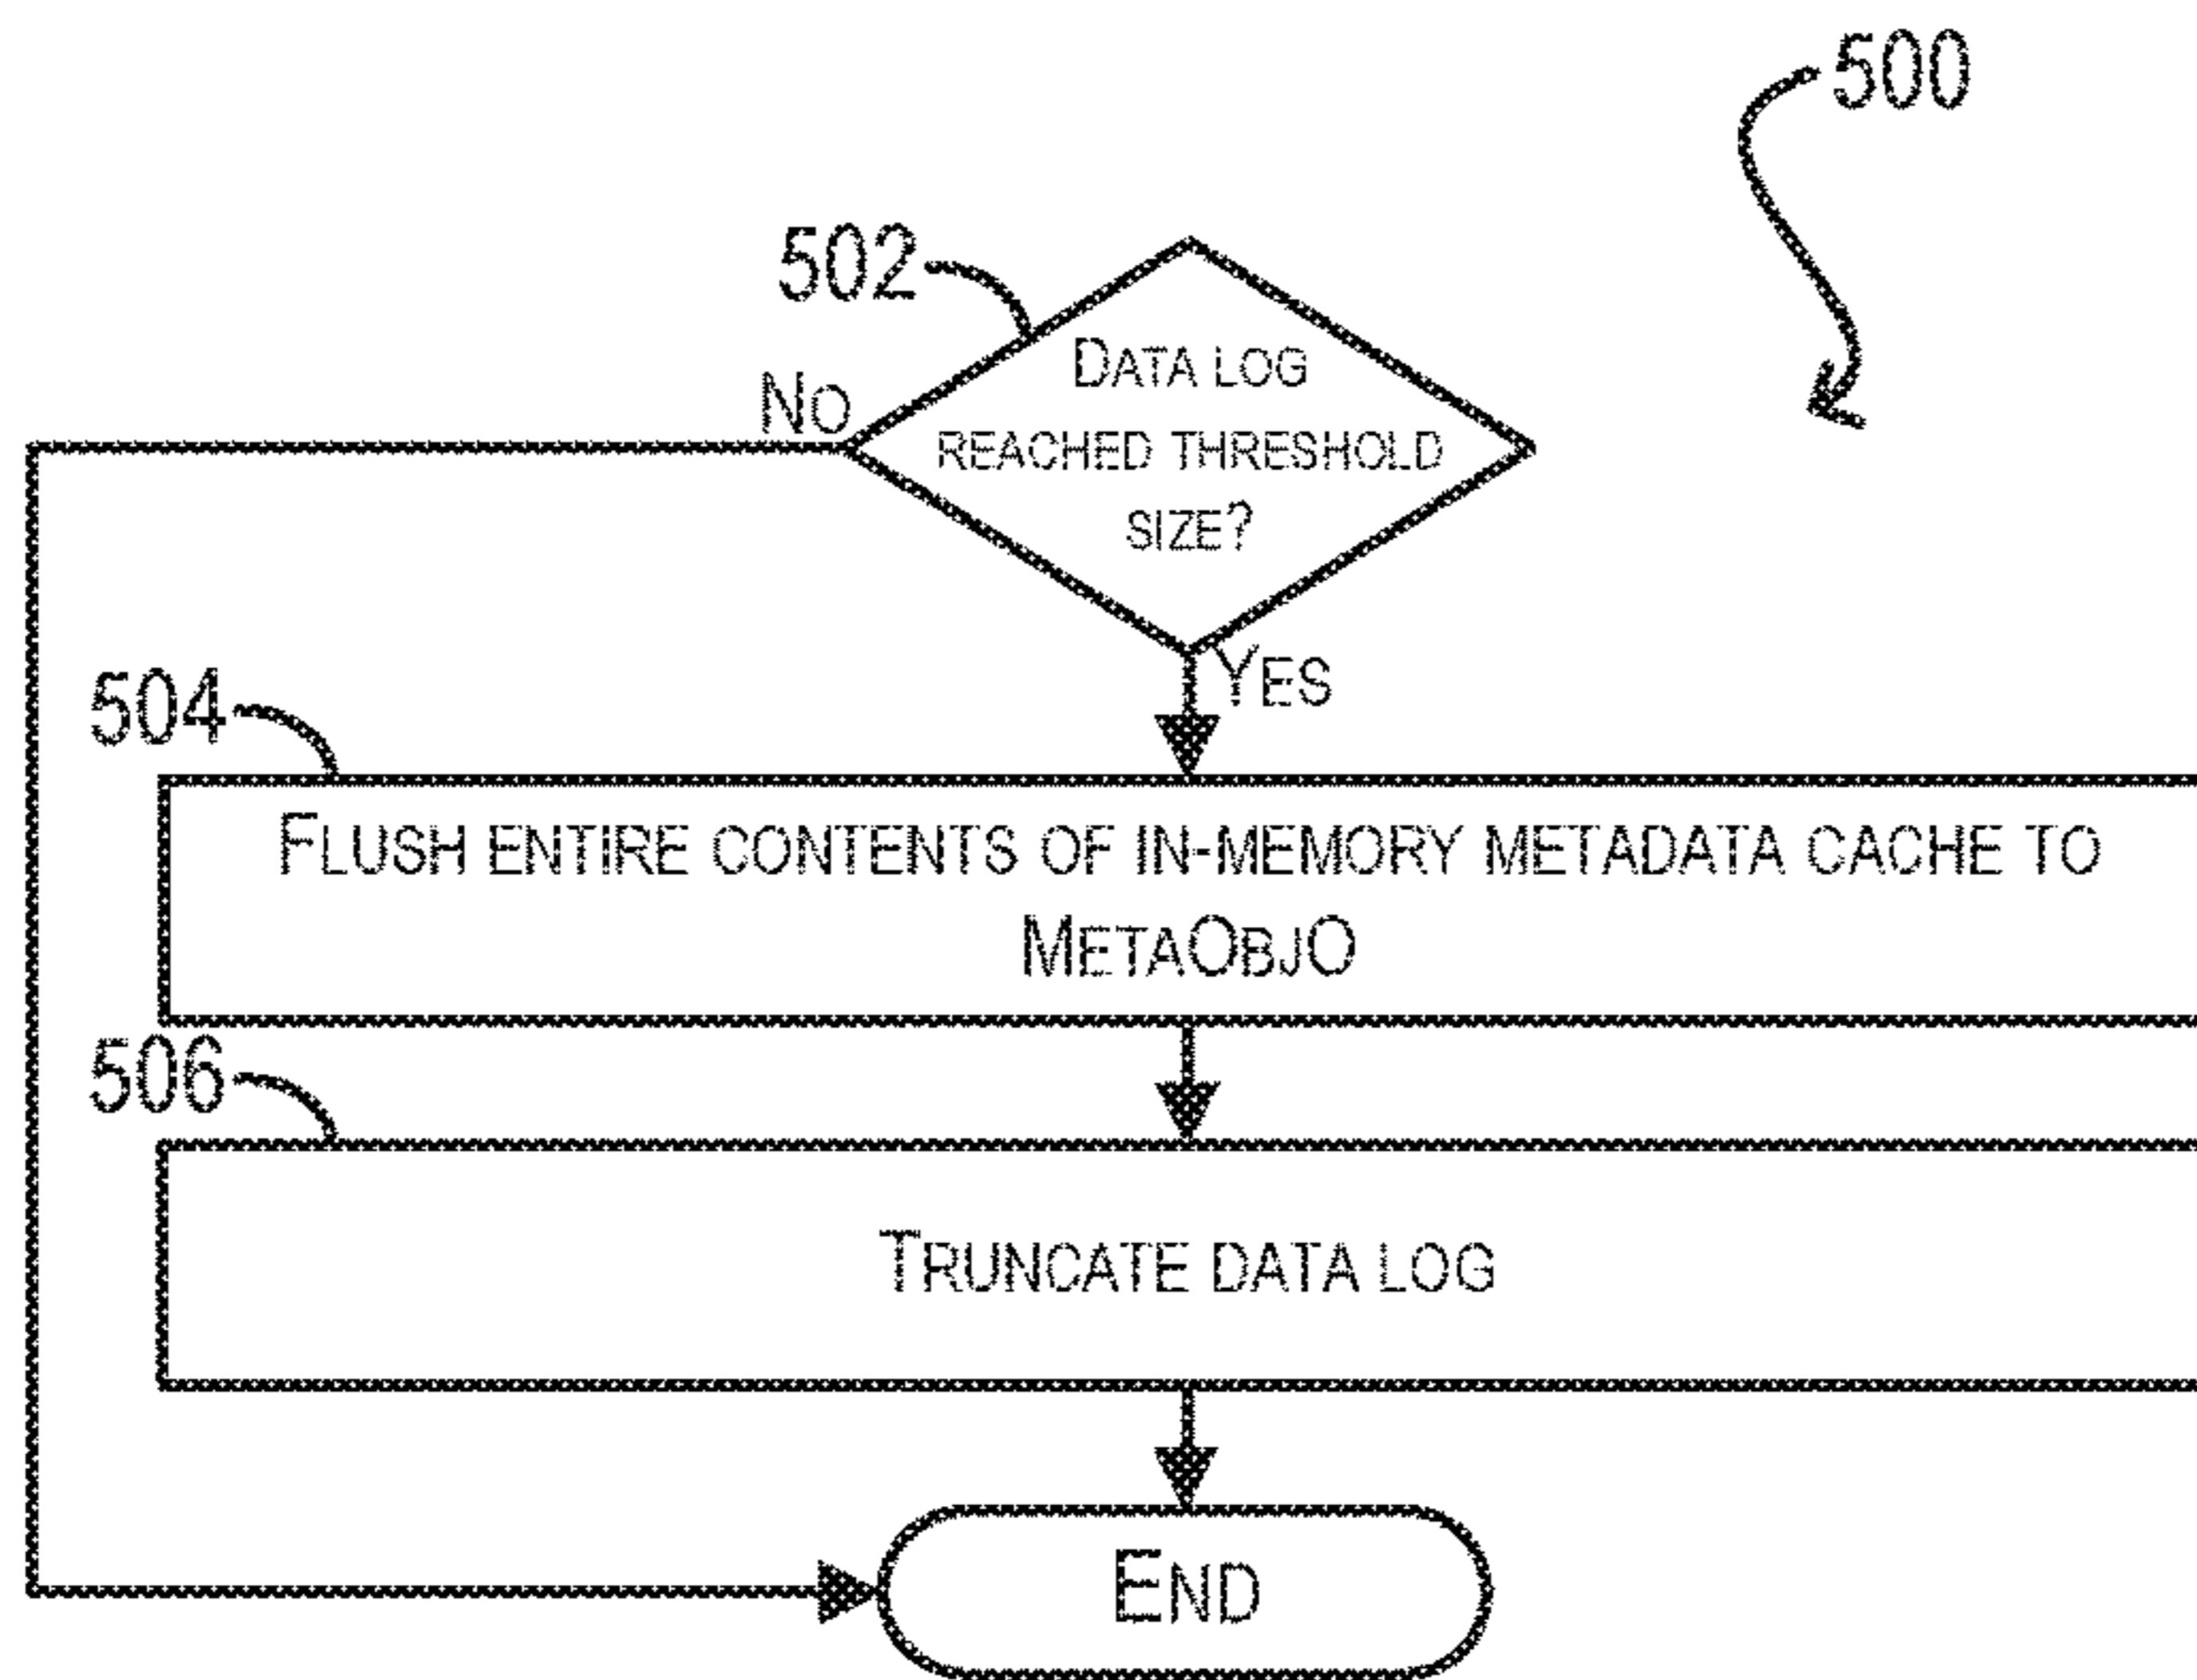 500
502
DATA LOG
REACHED THRESHOLD
SIZE?
NO
YES
504
FLUSH ENTIRE CONTENTS OF IN-MEMORY METADATA CACHE TO
METAOBJO
506
TRUNCATE DATA LOG
END